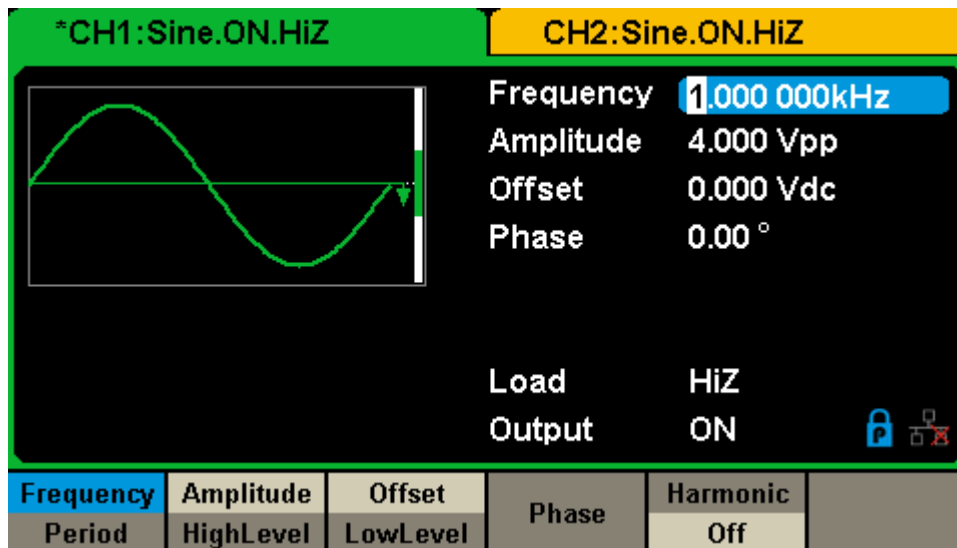 *CH1:Sine.ON.HiZ
CH2:Sine.ON.HiZ
Frequency 1.000 000kHz
Amplitude 4.000 Vpp
Offset 0.000 Vdc
Phase 0.00 °
Load HiZ
Output ON
P
Frequency Amplitude Offset Phase Harmonic
Period HighLevel LowLevel Off